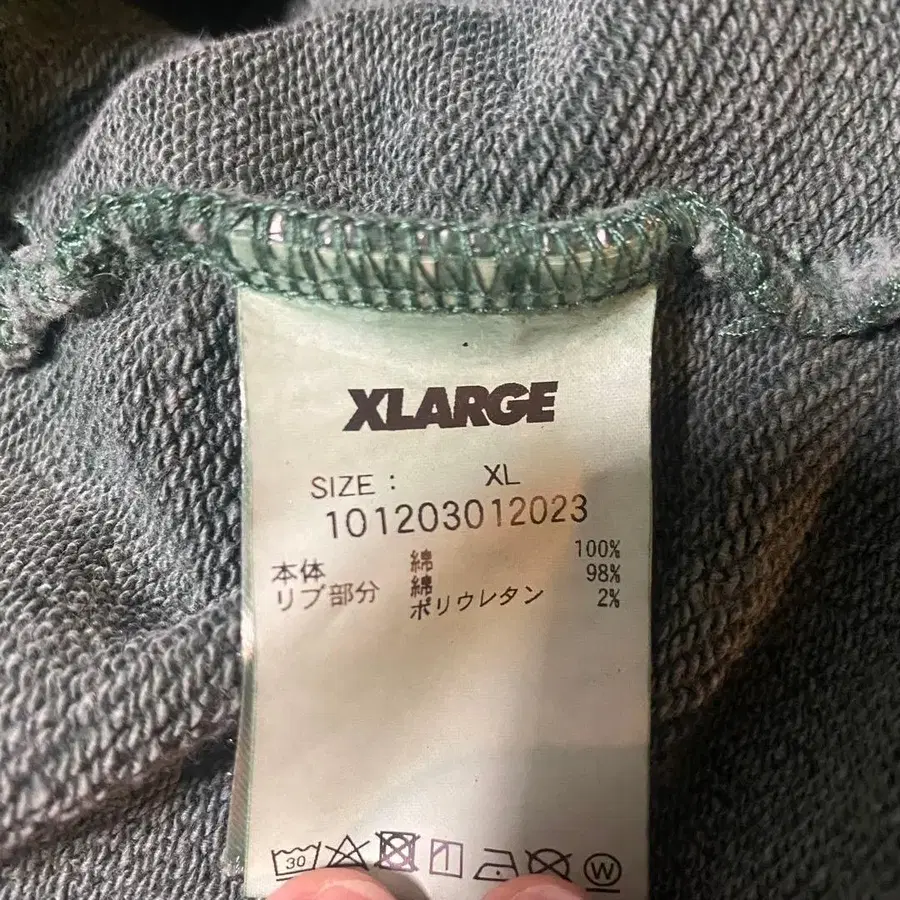 XLARGE
SIZE : XL
101203012023
本体 綿 100%
リブ部分 綿 98%
ポリウレタン 2%
30
W